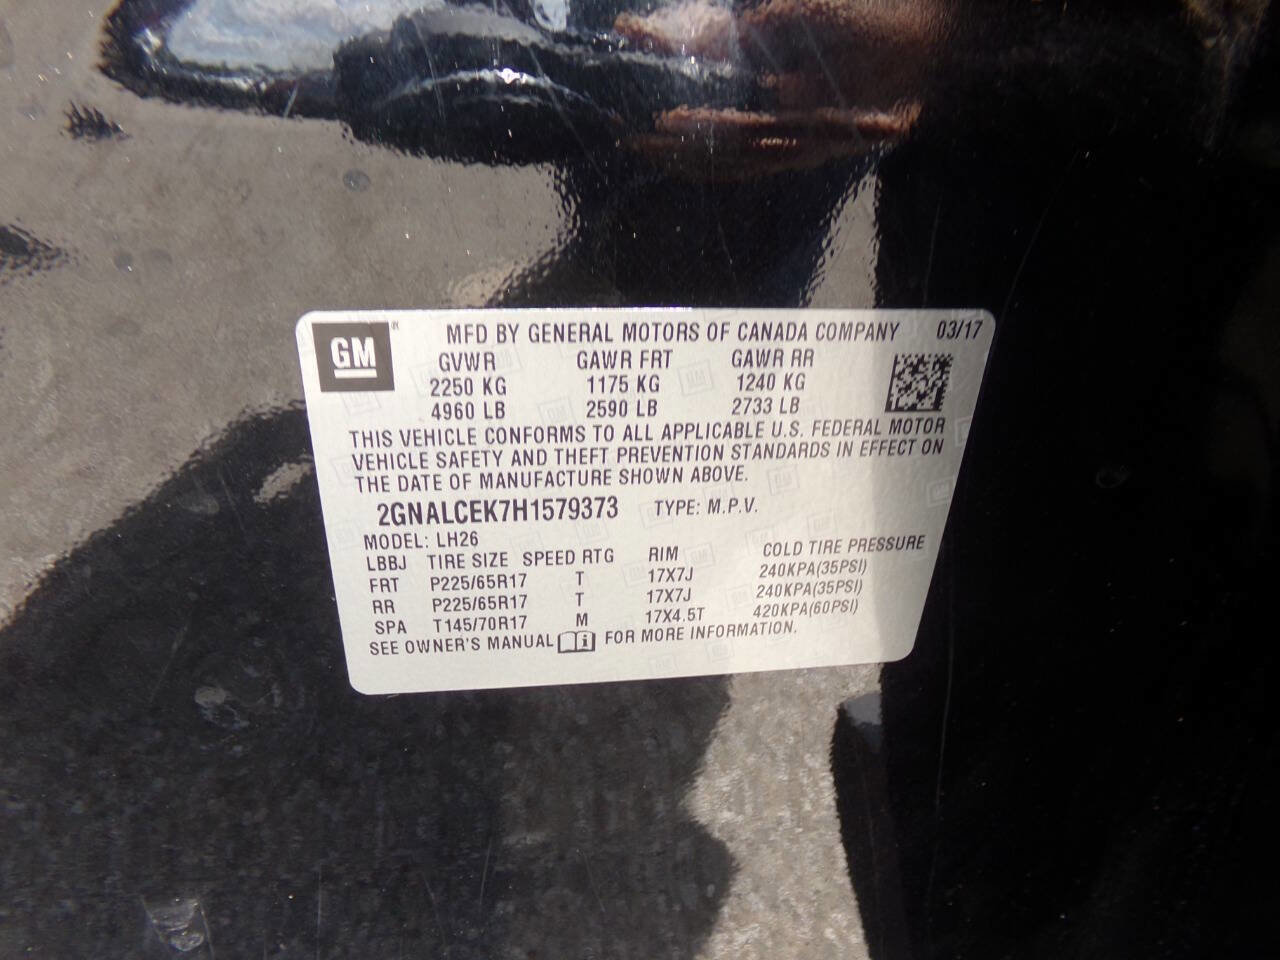 GM
MFD BY GENERAL MOTORS OF CANADA COMPANY 03/17
GVWR GAWR FRT GAWR RR
2250 KG 1175 KG 1240 KG
4960 LB 2590 LB 2733 LB
THIS VEHICLE CONFORMS TO ALL APPLICABLE U.S. FEDERAL MOTOR
VEHICLE SAFETY AND THEFT PREVENTION STANDARDS IN EFFECT ON
THE DATE OF MANUFACTURE SHOWN ABOVE.
2GNALCEK7H1579373 TYPE: M.P.V.
MODEL: LH26
LBBJ TIRE SIZE SPEED RTG RIM COLD TIRE PRESSURE
FRT P225/65R17 T 17X7J 240KPA(35PSI)
RR P225/65R17 T 17X7J 240KPA(35PSI)
SPA T145/70R17 M 17X4.5T 420KPA(60PSI)
SEE OWNER'S MANUAL i FOR MORE INFORMATION.